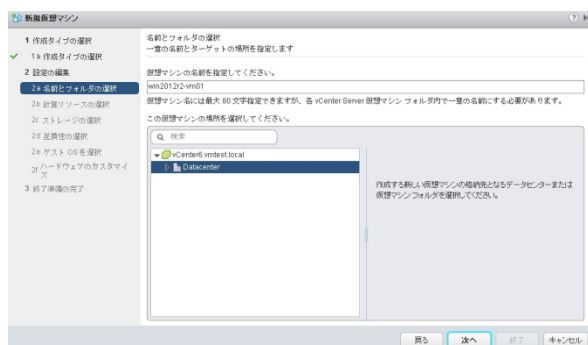 新規仮想マシン
1 作成タイプの選択
1a 作成タイプの選択
2 設定の編集
2a 名前とフォルダの選択
2b 計算リソースの選択
2c ストレージの選択
2d 互換性の選択
2e ゲスト OS を選択
2f ハードウェアのカスタマイ
ズ
3 終了準備の完了
名前とフォルダの選択
一意の名前とターゲットの場所を指定します
仮想マシンの名前を指定してください。
win2012r2-vm01
仮想マシン名には最大 80 文字指定できますが、各 vCenter Server 仮想マシン フォルダ内で一意の名前にする必要があります。
この仮想マシンの場所を選択してください。
検索
vCenter6.vmtest.local
Datacenter
作成する新しい仮想マシンの格納先となるデータセンターまたは
仮想マシン フォルダを選択してください。
戻る
次へ
終了
キャンセル